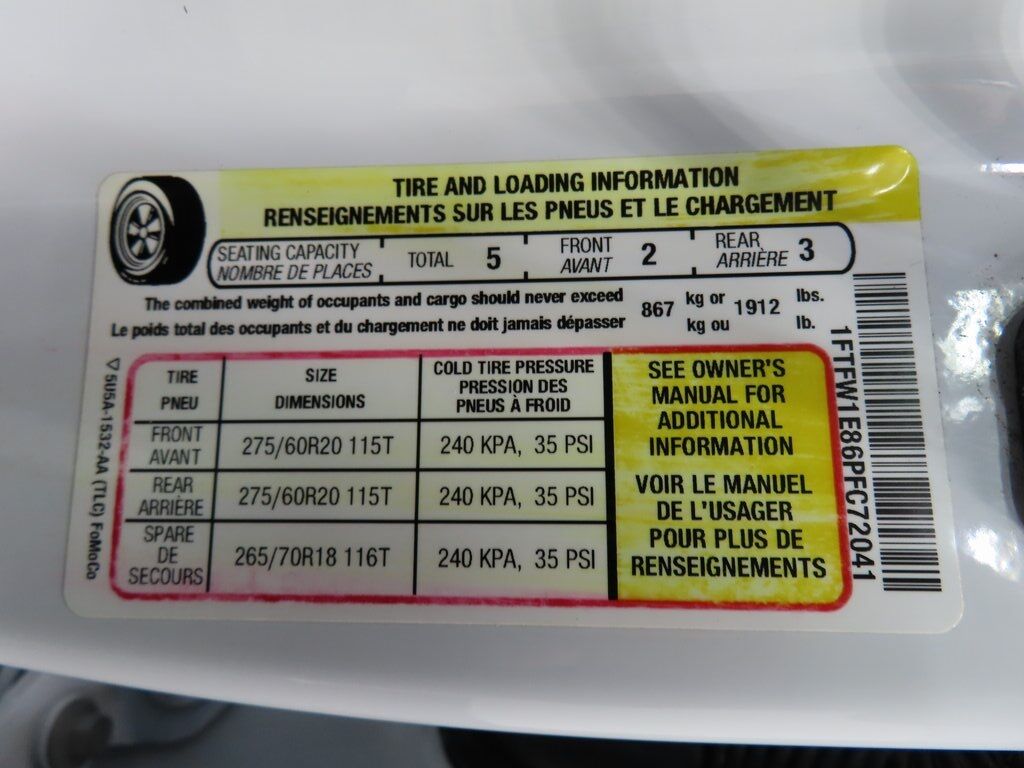 TIRE AND LOADING INFORMATION
RENSEIGNEMENTS SUR LES PNEUS ET LE CHARGEMENT
SEATING CAPACITY
NOMBRE DE PLACES
TOTAL 5
FRONT
AVANT
2
REAR
ARRIÈRE
3
The combined weight of occupants and cargo should never exceed
Le poids total des occupants et du chargement ne doit jamais dépasser
867
kg or
kg ou
1912
lbs.
lb.
TIRE
PNEU
SIZE
DIMENSIONS
COLD TIRE PRESSURE
PRESSION DES
PNEUS À FROID
FRONT
AVANT
275/60R20 115T
240 KPA, 35 PSI
REAR
ARRIÈRE
275/60R20 115T
240 KPA, 35 PSI
SPARE
DE
SECOURS
265/70R18 116T
240 KPA, 35 PSI
SEE OWNER'S
MANUAL FOR
ADDITIONAL
INFORMATION
VOIR LE MANUEL
DE L'USAGER
POUR PLUS DE
RENSEIGNEMENTS
1FTFW1E86PFC72041
5U5A-1532-AA (TLC) FoMoCo